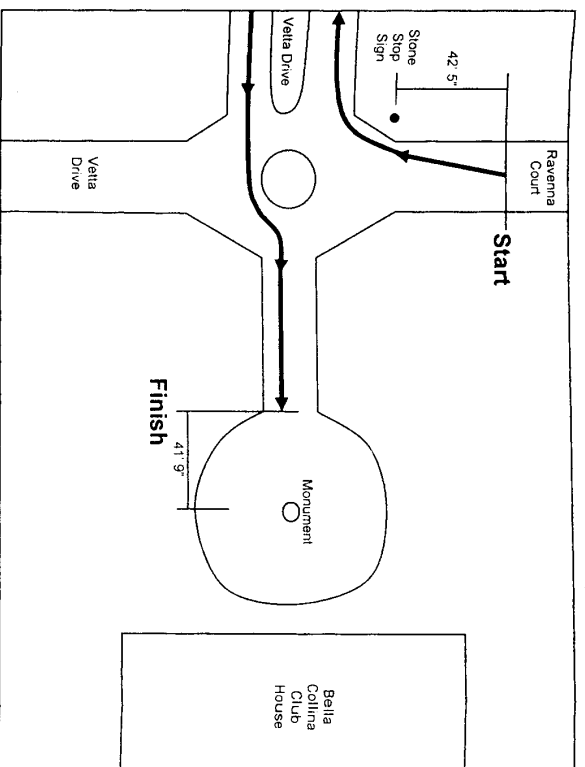 Vetta Drive
Stone
Stop
Sign
42' 5"
Ravenna
Court
Start
Vetta
Drive
Finish
41' 9"
Monument
Bella
Collina
Club
House